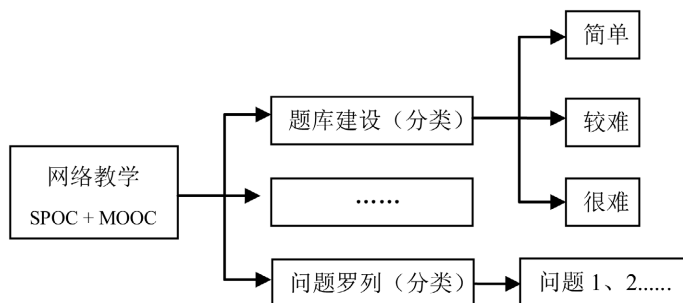 简单
题库建设（分类）
较难
网络教学
SPOC + MOOC
……
很难
问题罗列（分类）
问题 1、2......